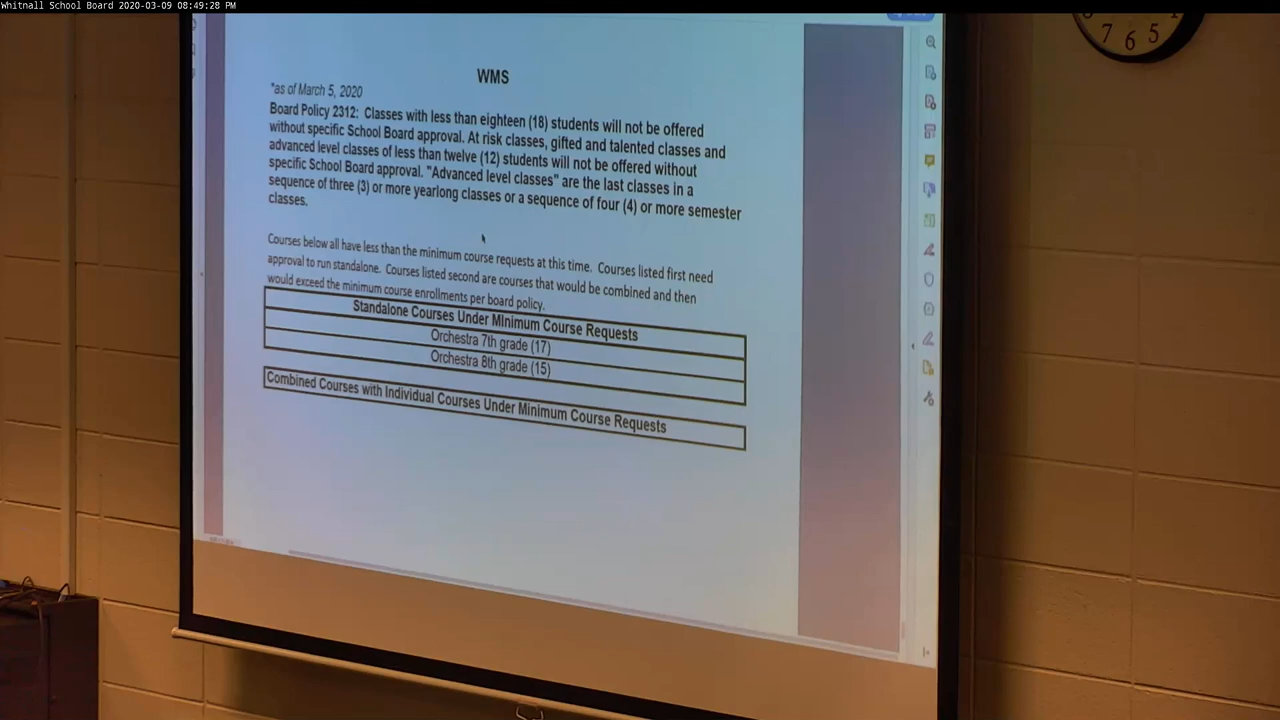 Whitnall School Board 2020-03-09 08:49:28 PM
7 6 5
WMS
*as of March 5, 2020
Board Policy 2312: Classes with less than eighteen (18) students will not be offered
without specific School Board approval. At risk classes, gifted and talented classes and
advanced level classes of less than twelve (12) students will not be offered without
specific School Board approval. "Advanced level classes" are the last classes in a
sequence of three (3) or more yearlong classes or a sequence of four (4) or more semester
classes.
Courses below all have less than the minimum course requests at this time. Courses listed first need
approval to run standalone. Courses listed second are courses that would be combined and then
would exceed the minimum course enrollments per board policy.
Standalone Courses Under Minimum Course Requests
Orchestra 7th grade (17)
Orchestra 8th grade (15)
Combined Courses with Individual Courses Under Minimum Course Requests